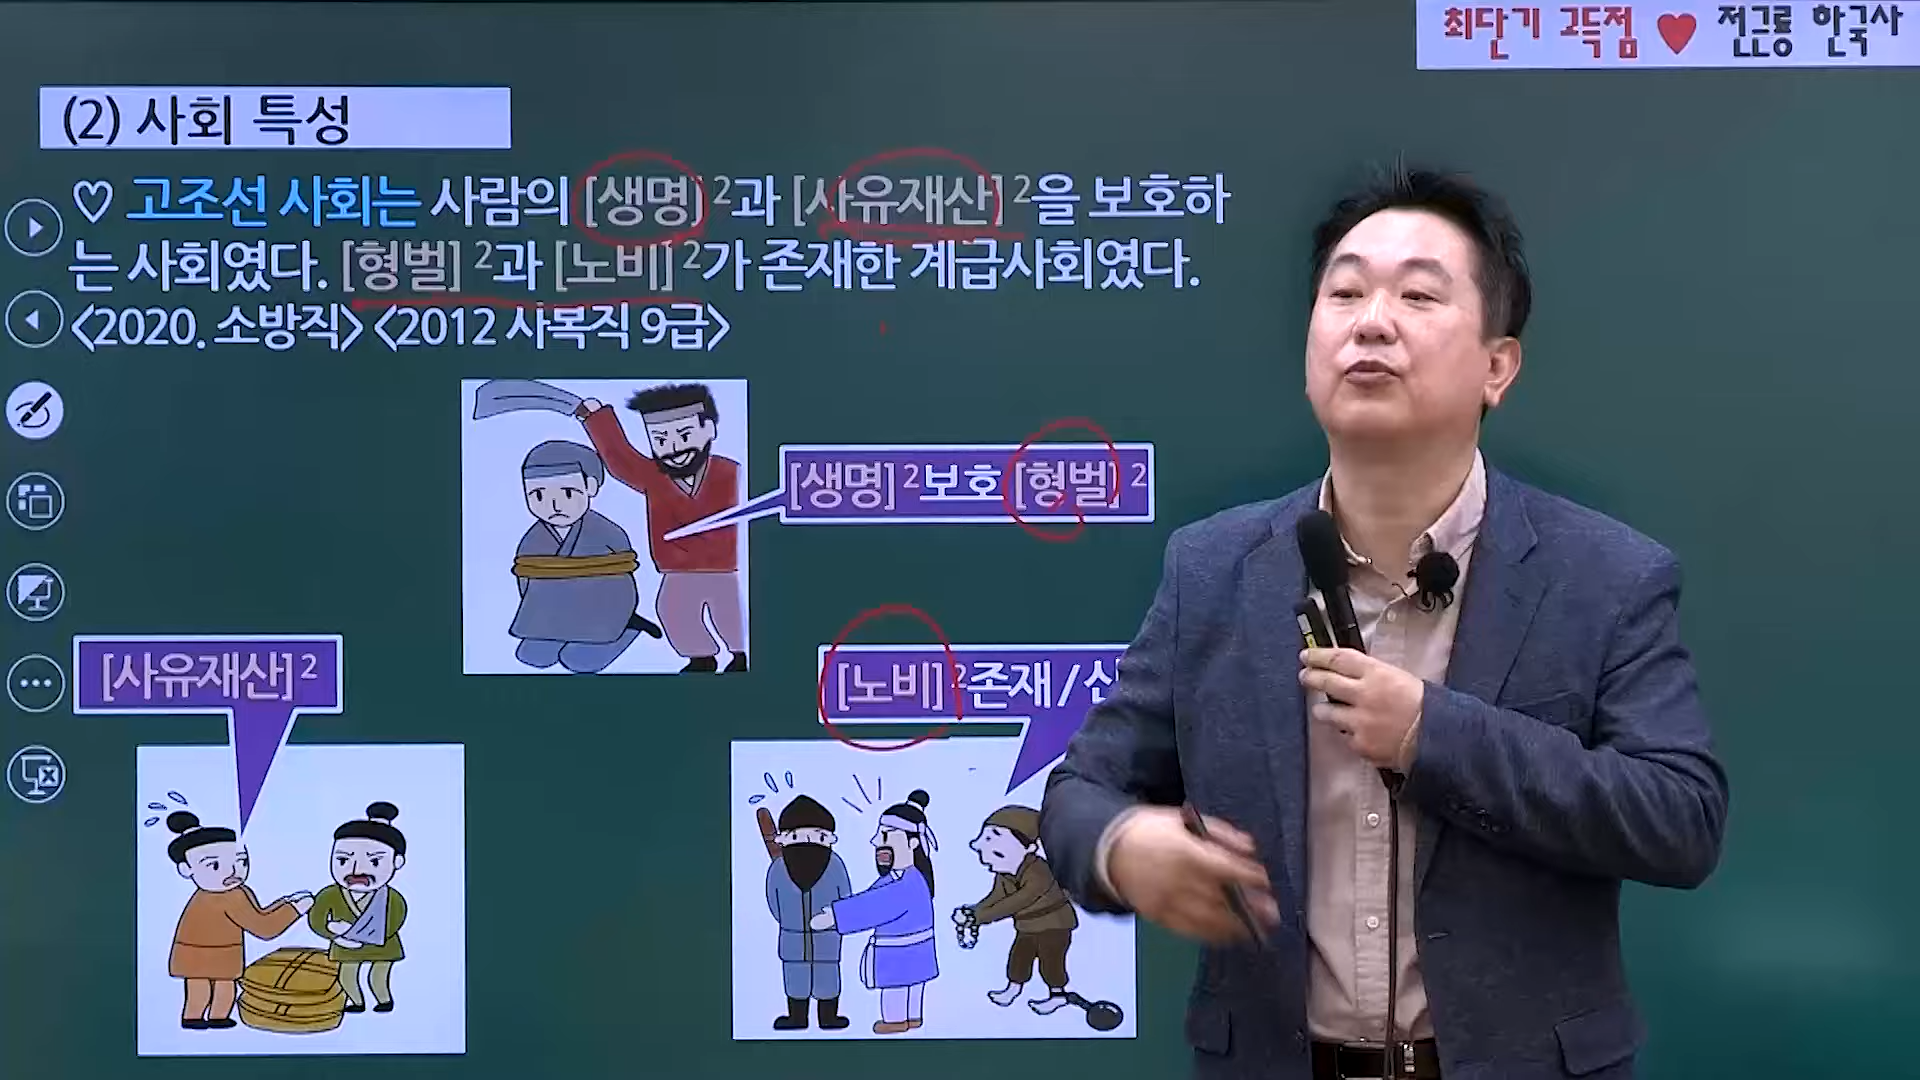 최단기 고득점 ♥ 전근룡 한국사
(2) 사회 특성
♡ 고조선 사회는 사람의 [생명]²과 [사유재산]²을 보호하
는 사회였다. [형벌]²과 [노비]²가 존재한 계급사회였다.
<2020. 소방직> <2012 사복직 9급>
[생명]²보호 [형벌]²
[사유재산]²
[노비]²존재 / 신